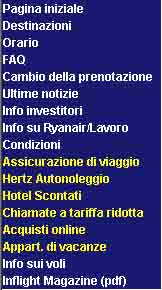 Pagina iniziale
Destinazioni
Orario
FAQ
Cambio della prenotazione
Ultime notizie
Info investitori
Info su Ryanair/Lavoro
Condizioni
Assicurazione di viaggio
Hertz Autonoleggio
Hotel Scontati
Chiamate a tariffa ridotta
Acquisti online
Appart. di vacanze
Info sui voli
Inflight Magazine (pdf)